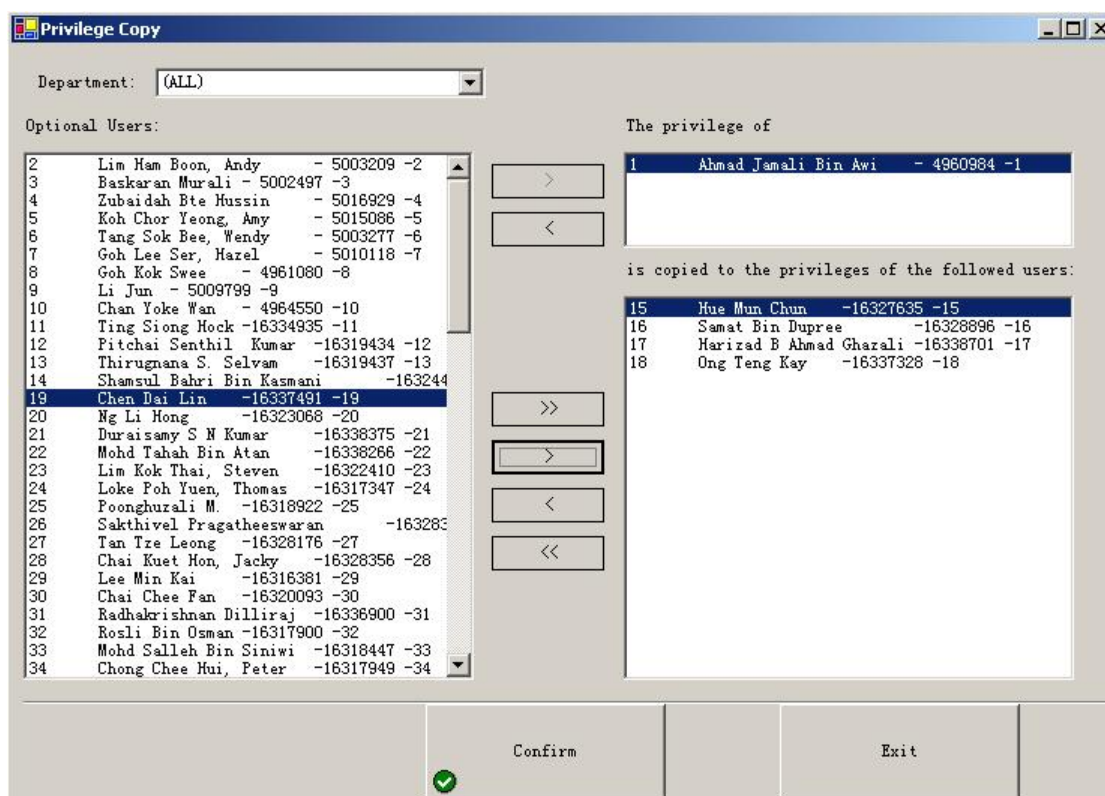 Privilege Copy
Department: (ALL)
Optional Users:
2 Lim Ham Boon, Andy - 5003209 -2
3 Baskaran Murali - 5002497 -3
4 Zubaidah Bte Hussin - 5016929 -4
5 Koh Chor Yeong, Amy - 5015086 -5
6 Tang Sok Bee, Wendy - 5003277 -6
7 Goh Lee Ser, Hazel - 5010118 -7
8 Goh Kok Swee - 4961080 -8
9 Li Jun - 5009799 -9
10 Chan Yoke Wan - 4964550 -10
11 Ting Siong Hock -16334935 -11
12 Pitchai Senthil Kumar -16319434 -12
13 Thirugnana S. Selvam -16319437 -13
14 Shamsul Bahri Bin Kasmani -163244
19 Chen Dai Lin -16337491 -19
20 Ng Li Hong -16323068 -20
21 Duraisamy S N Kumar -16338375 -21
22 Mohd Tahah Bin Atan -16338266 -22
23 Lim Kok Thai, Steven -16322410 -23
24 Loke Poh Yuen, Thomas -16317347 -24
25 Poonghuzali M. -16318922 -25
26 Sakthivel Pragatheeswaran -163283
27 Tan Tze Leong -16328176 -27
28 Chai Kuet Hon, Jacky -16328356 -28
29 Lee Min Kai -16316381 -29
30 Chai Chee Fan -16320093 -30
31 Radhakrishnan Dilliraj -16336900 -31
32 Rosli Bin Osman -16317900 -32
33 Mohd Salleh Bin Siniwi -16318447 -33
34 Chong Chee Hui, Peter -16317949 -34
>
<
>>
>
<
<<
The privilege of
1 Ahmad Jamali Bin Awi - 4960984 -1
is copied to the privileges of the followed users:
15 Hue Mun Chun -16327635 -15
16 Samat Bin Dupree -16328896 -16
17 Harizad B Ahmad Ghazali -16338701 -17
18 Ong Teng Kay -16337328 -18
Confirm
Exit